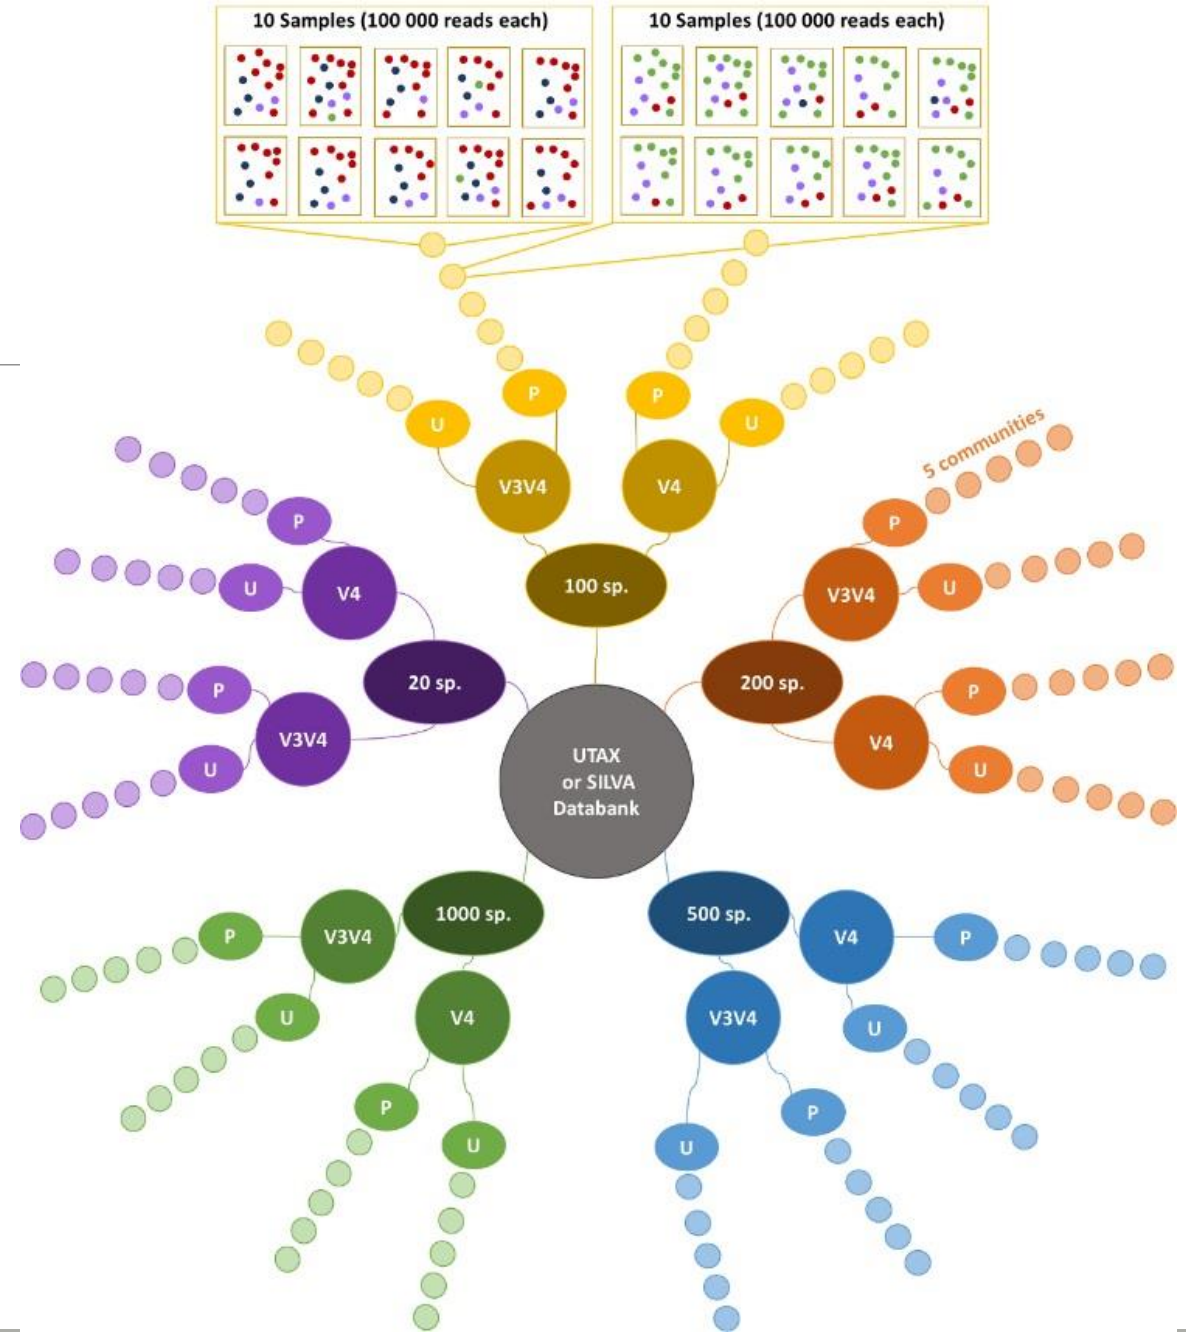 10 Samples (100 000 reads each)
10 Samples (100 000 reads each)
P
P
U
U
V3V4
V4
5 communities
P
P
100 sp.
V4
U
V3V4
U
20 sp.
200 sp.
P
P
V3V4
V4
U
U
UTAX
or SILVA
Databank
1000 sp.
500 sp.
P
V3V4
V4
P
U
V4
V3V4
U
P
P
U
U